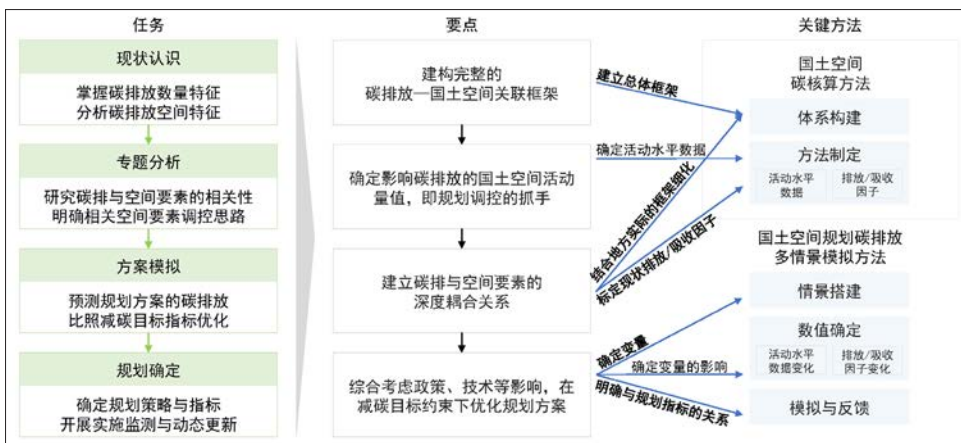 任务
现状认识
掌握碳排放数量特征
分析碳排放空间特征
专题分析
研究碳排与空间要素的相关性
明确相关空间要素调控思路
方案模拟
预测规划方案的碳排放
比照减碳目标指标优化
规划确定
确定规划策略与指标
开展实施监测与动态更新
要点
建构完整的
碳排放—国土空间关联框架
确定影响碳排放的国土空间活动
量值，即规划调控的抓手
建立碳排与空间要素的
深度耦合关系
综合考虑政策、技术等影响，在
减碳目标约束下优化规划方案
建立总体框架
确定活动水平数据
结合地方实际的框架细化
标定现状排放/吸收因子
确定变量
确定变量的影响
明确与规划指标的关系
关键方法
国土空间
碳核算方法
体系构建
方法制定
活动水平
数据
排放/吸收
因子
国土空间规划碳排放
多情景模拟方法
情景搭建
数值确定
活动水平
数据变化
排放/吸收
因子变化
模拟与反馈